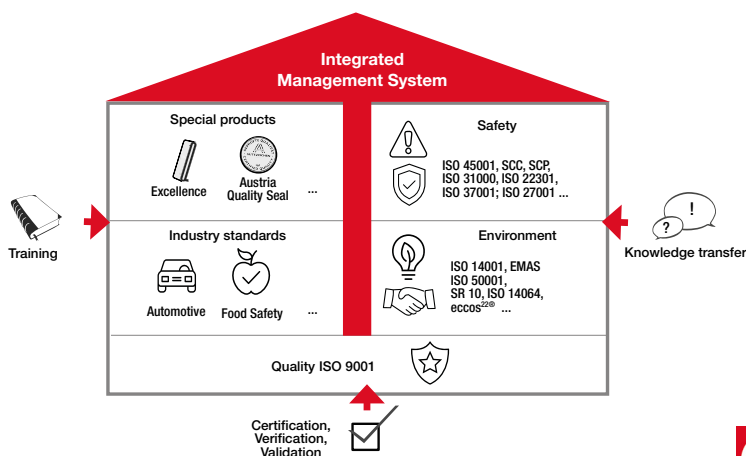 Integrated
Management System
Special products
Excellence
Austria
Quality Seal
...
Safety
ISO 45001, SCC, SCP,
ISO 31000, ISO 22301,
ISO 37001; ISO 27001 ...
Training
Industry standards
Automotive
Food Safety
...
Environment
ISO 14001, EMAS
ISO 50001,
SR 10, ISO 14064,
eccos²²® ...
?
!
Knowledge transfer
Quality ISO 9001
Certification,
Verification,
Validation